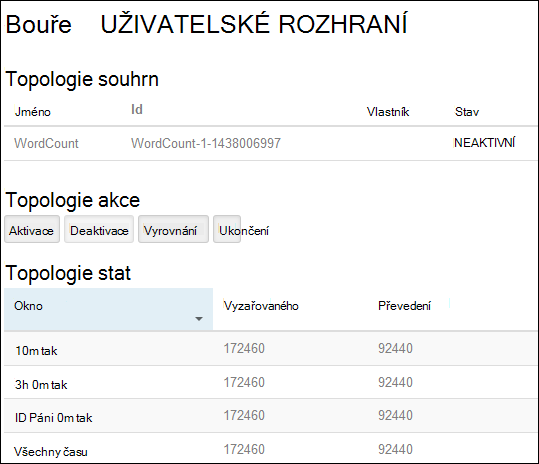 Bouře UŽIVATELSKÉ ROZHRANÍ
Topologie souhrn
Jméno Id Vlastník Stav
WordCount WordCount-1-1438006997 NEAKTIVNÍ
Topologie akce
Aktivace Deaktivace Vyrovnání Ukončení
Topologie stat
Okno Vyzařovaného Převedení
10m tak 172460 92440
3h 0m tak 172460 92440
ID Páni 0m tak 172460 92440
Všechny času 172460 92440